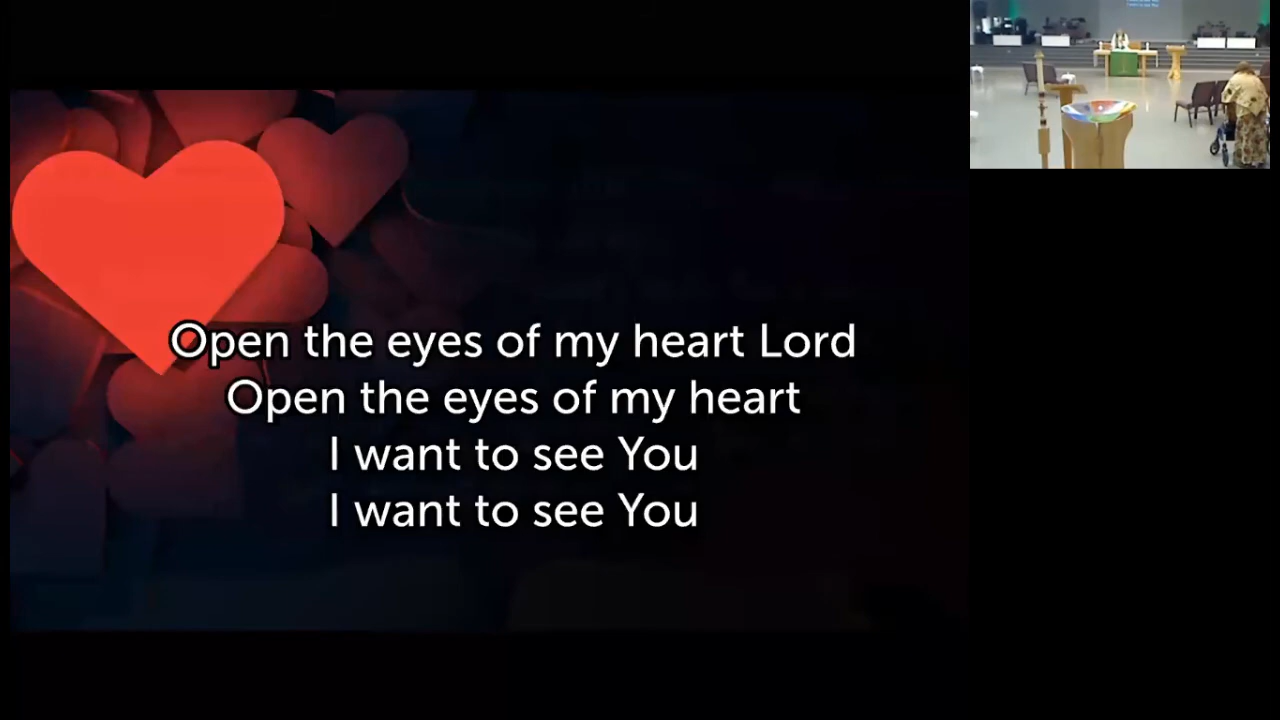 Open the eyes of my heart Lord
Open the eyes of my heart
I want to see You
I want to see You